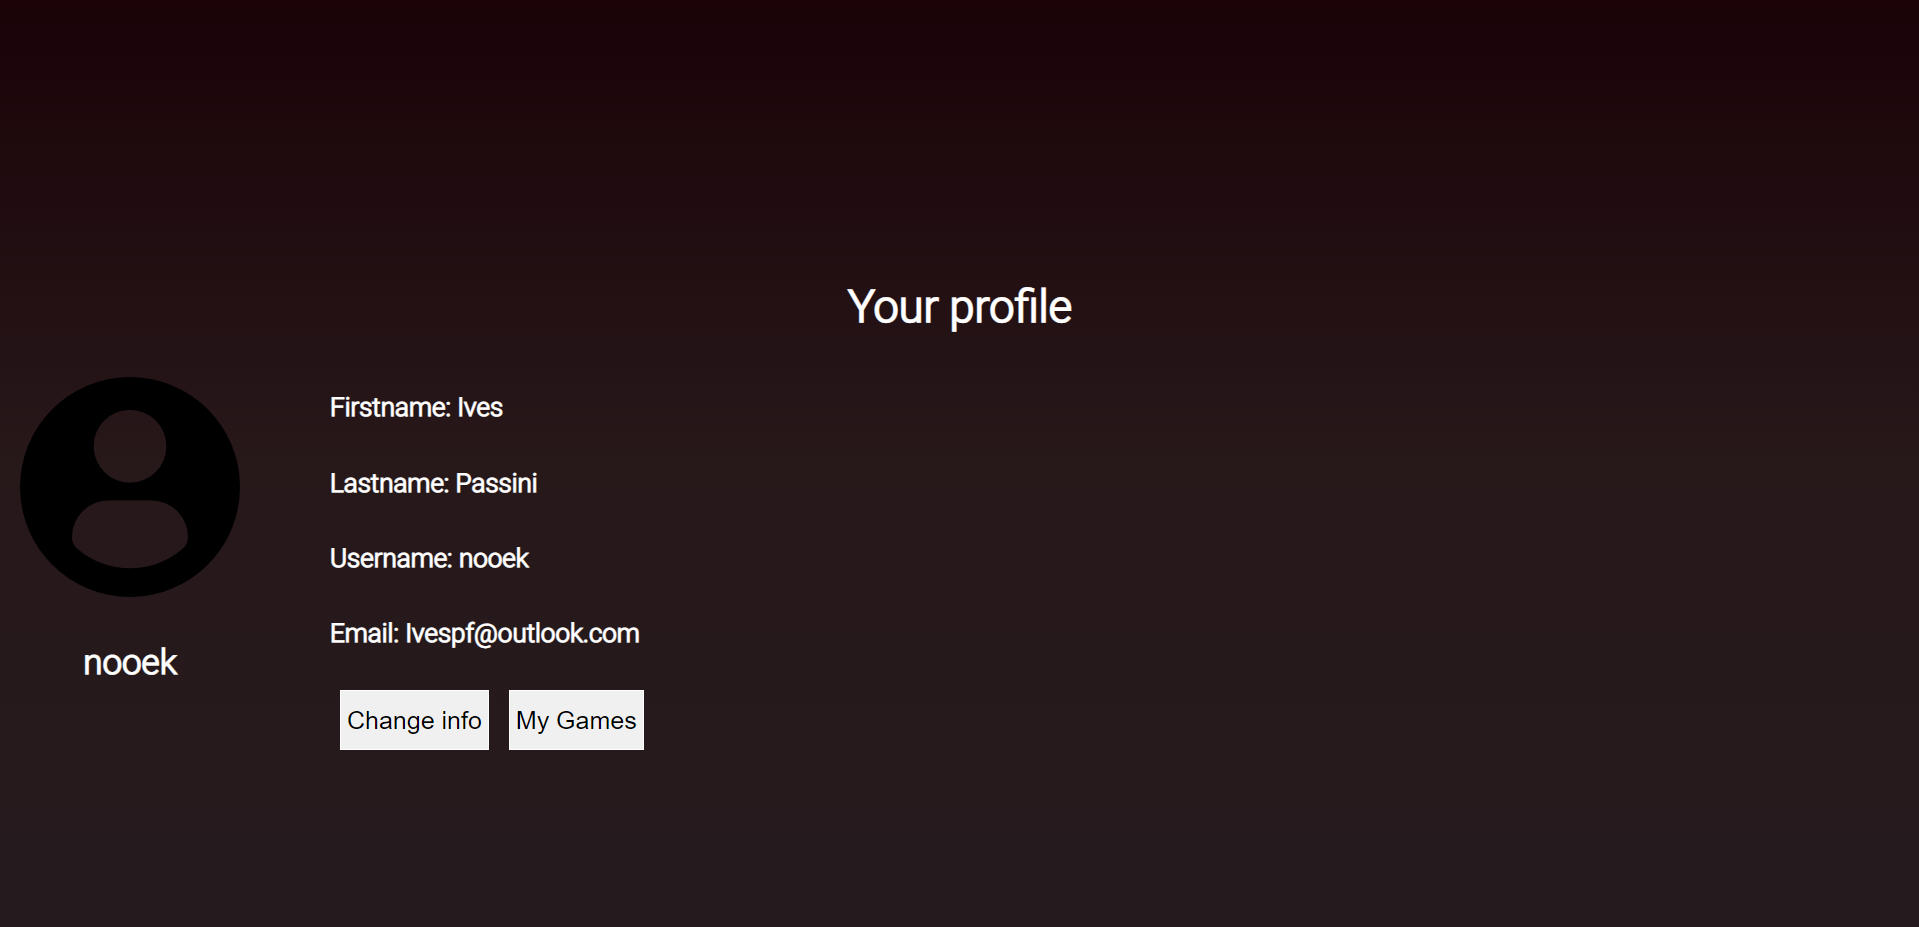 Your profile
Firstname: Ives
Lastname: Passini
Username: nooek
Email: Ivespf@outlook.com
nooek
Change info
My Games